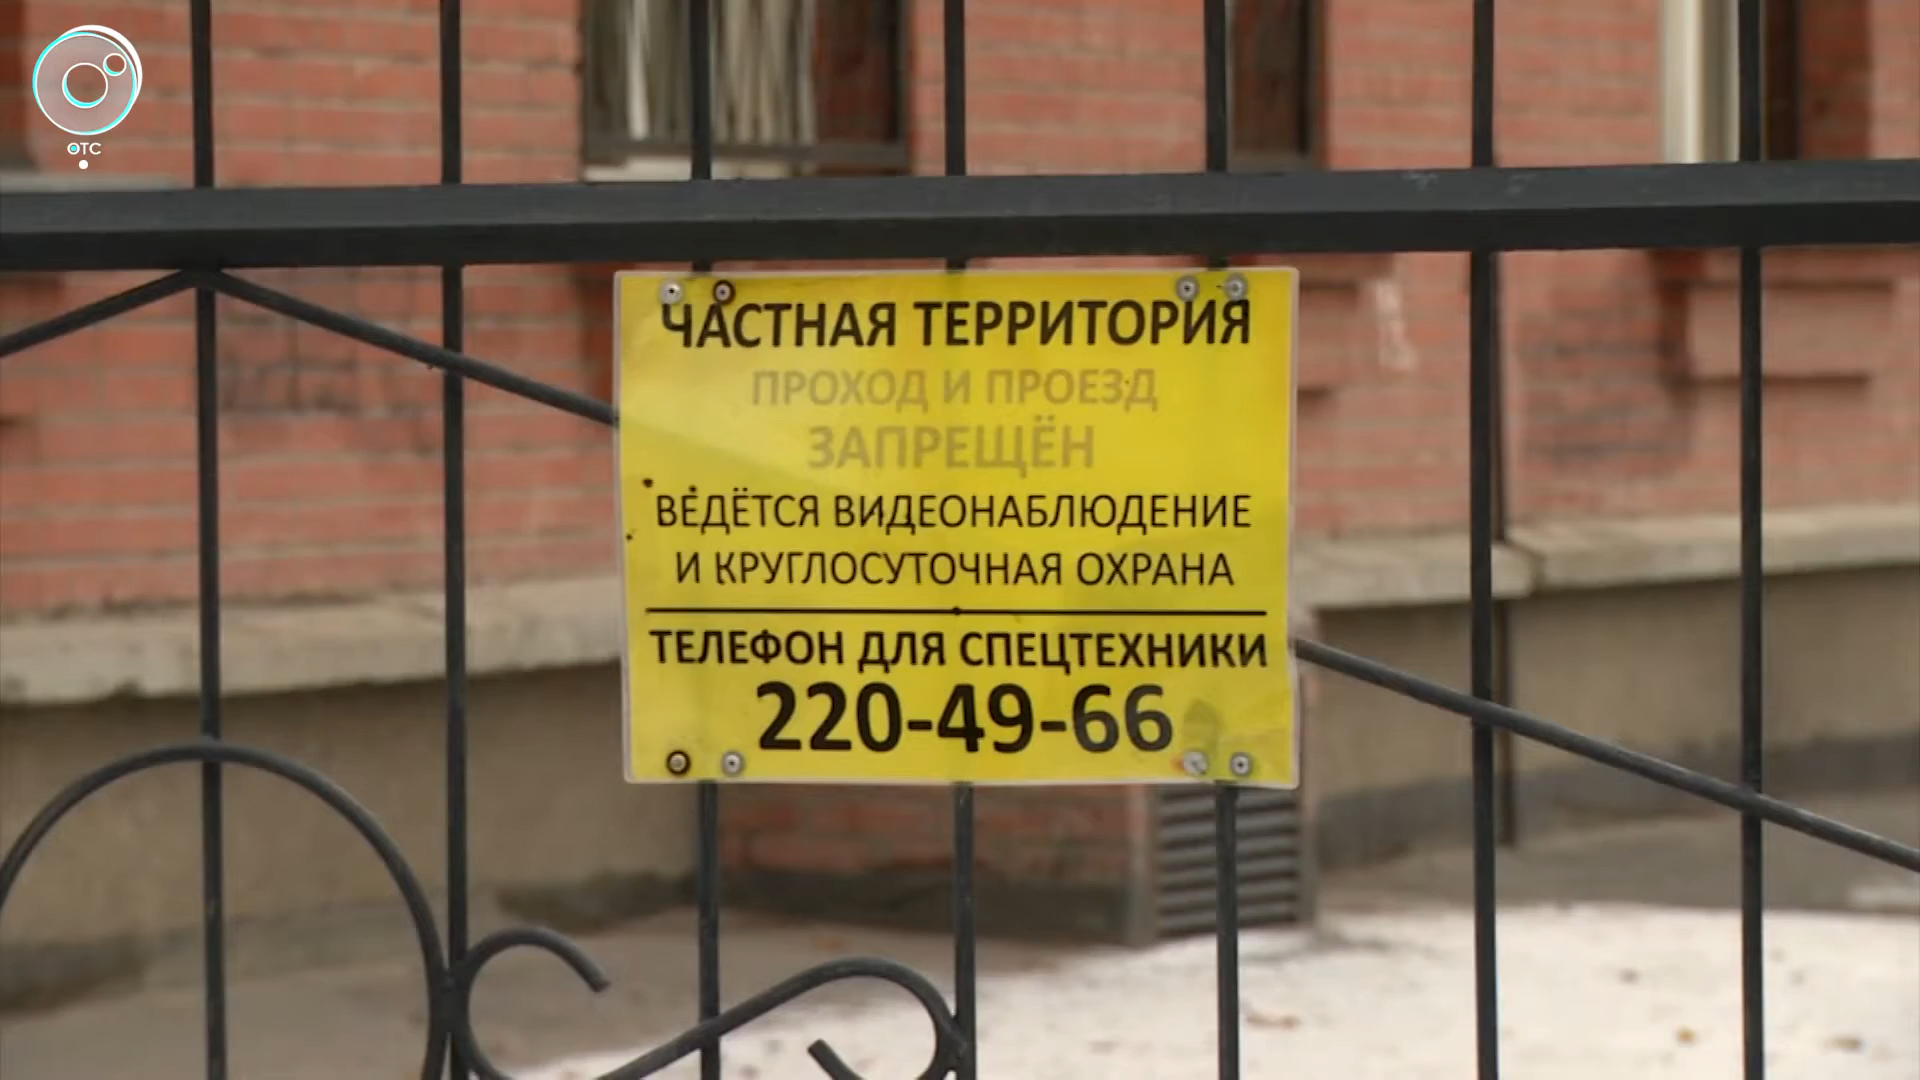 ОТС
ЧАСТНАЯ ТЕРРИТОРИЯ
ПРОХОД И ПРОЕЗД
ЗАПРЕЩЁН
ВЕДЁТСЯ ВИДЕОНАБЛЮДЕНИЕ
И КРУГЛОСУТОЧНАЯ ОХРАНА
ТЕЛЕФОН ДЛЯ СПЕЦТЕХНИКИ
220-49-66